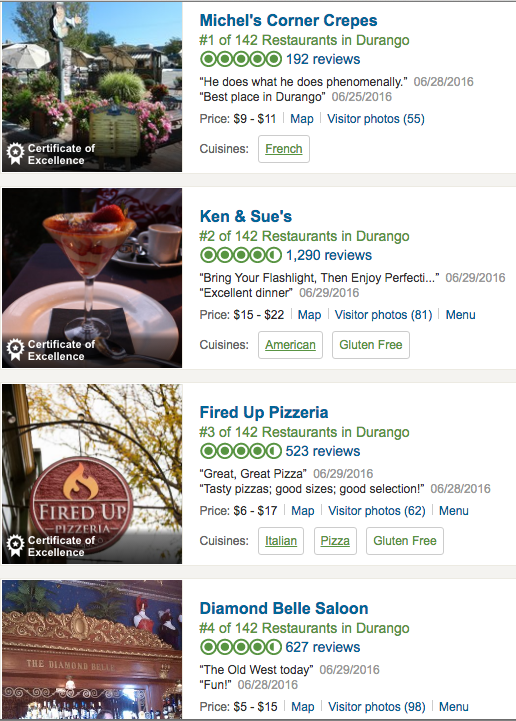 Michel's Corner Crepes
#1 of 142 Restaurants in Durango
192 reviews
“He does what he does phenomenally.” 06/28/2016
“Best place in Durango” 06/25/2016
Price: $9 - $11 Map Visitor photos (55)
Cuisines: French
Certificate of
Excellence
Ken & Sue's
#2 of 142 Restaurants in Durango
1,290 reviews
“Bring Your Flashlight, Then Enjoy Perfecti...” 06/29/2016
“Excellent dinner” 06/29/2016
Price: $15 - $22 Map Visitor photos (81) Menu
Cuisines: American Gluten Free
Certificate of
Excellence
Fired Up Pizzeria
#3 of 142 Restaurants in Durango
523 reviews
“Great, Great Pizza” 06/29/2016
“Tasty pizzas; good sizes; good selection!” 06/28/2016
Price: $6 - $17 Map Visitor photos (62) Menu
Cuisines: Italian Pizza Gluten Free
FIRED UP
PIZZERIA
Certificate of
Excellence
Diamond Belle Saloon
#4 of 142 Restaurants in Durango
627 reviews
“The Old West today” 06/29/2016
“Fun!” 06/28/2016
Price: $5 - $15 Map Visitor photos (98) Menu
THE DIAMOND BELLE